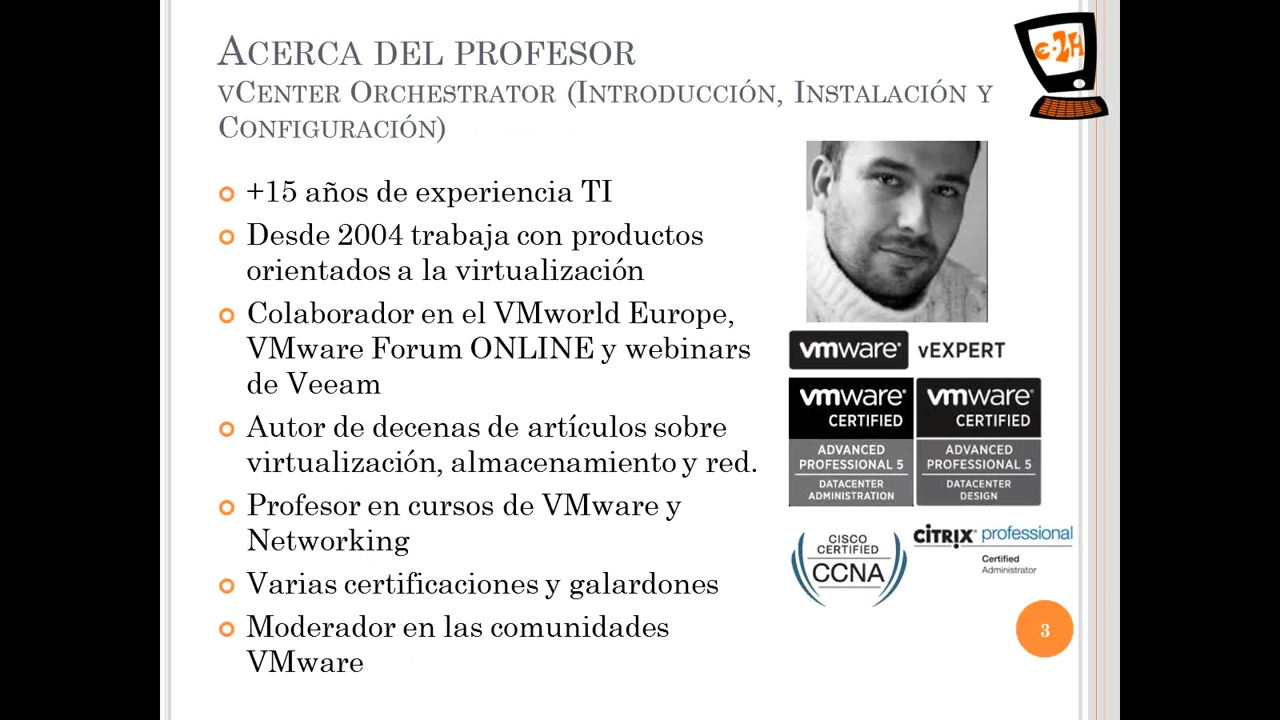 ACERCA DEL PROFESOR
VCENTER ORCHESTRATOR (INTRODUCCIÓN, INSTALACIÓN Y
CONFIGURACIÓN)
e-2H
+15 años de experiencia TI
Desde 2004 trabaja con productos
orientados a la virtualización
Colaborador en el VMworld Europe,
VMware Forum ONLINE y webinars
de Veeam
Autor de decenas de artículos sobre
virtualización, almacenamiento y red.
Profesor en cursos de VMware y
Networking
Varias certificaciones y galardones
Moderador en las comunidades
VMware
vmware® vEXPERT
vmware®
CERTIFIED
ADVANCED
PROFESSIONAL 5
DATACENTER
ADMINISTRATION
vmware®
CERTIFIED
ADVANCED
PROFESSIONAL 5
DATACENTER
DESIGN
CISCO
CERTIFIED
CCNA
CITRIX® professional
Certified
Administrator
3